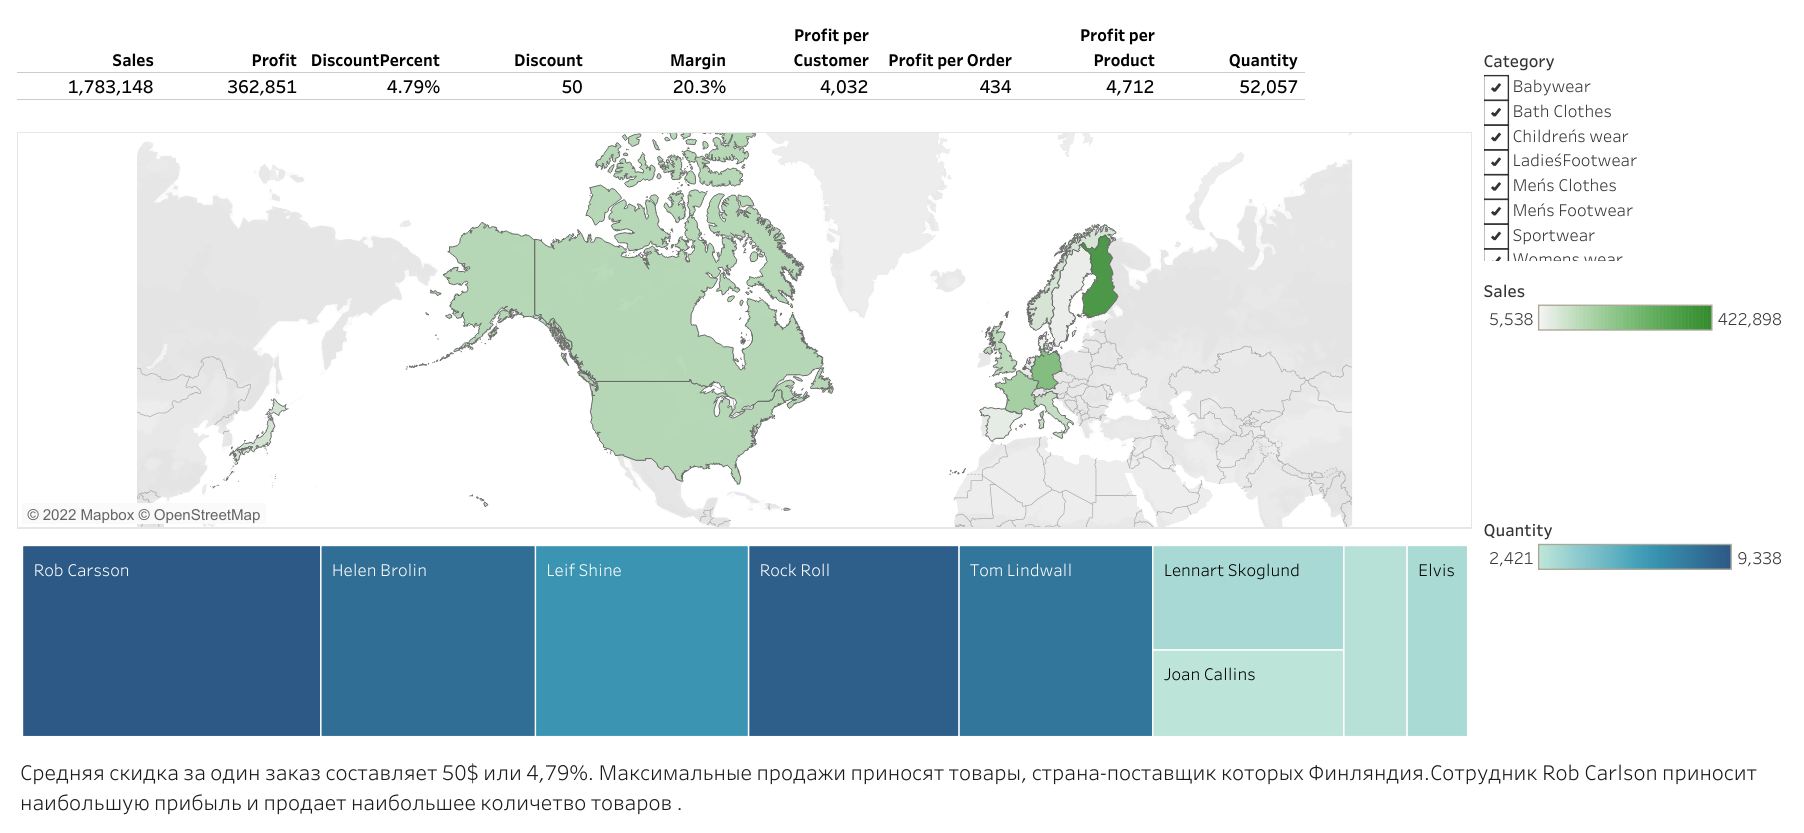 Profit per Profit per
Sales Profit DiscountPercent Discount Margin Customer Profit per Order Product Quantity
1,783,148 362,851 4.79% 50 20.3% 4,032 434 4,712 52,057
Category
Babywear
Bath Clothes
Childreńs wear
LadieśFootwear
Meńs Clothes
Meńs Footwear
Sportwear
Womens wear
Sales
5,538 422,898
© 2022 Mapbox © OpenStreetMap
Quantity
2,421 9,338
Rob Carsson Helen Brolin Leif Shine Rock Roll Tom Lindwall Lennart Skoglund Elvis
Joan Callins
Средняя скидка за один заказ составляет 50$ или 4,79%. Максимальные продажи приносят товары, страна-поставщик которых Финляндия.Сотрудник Rob Carlson приносит
наибольшую прибыль и продает наибольшее количетво товаров .